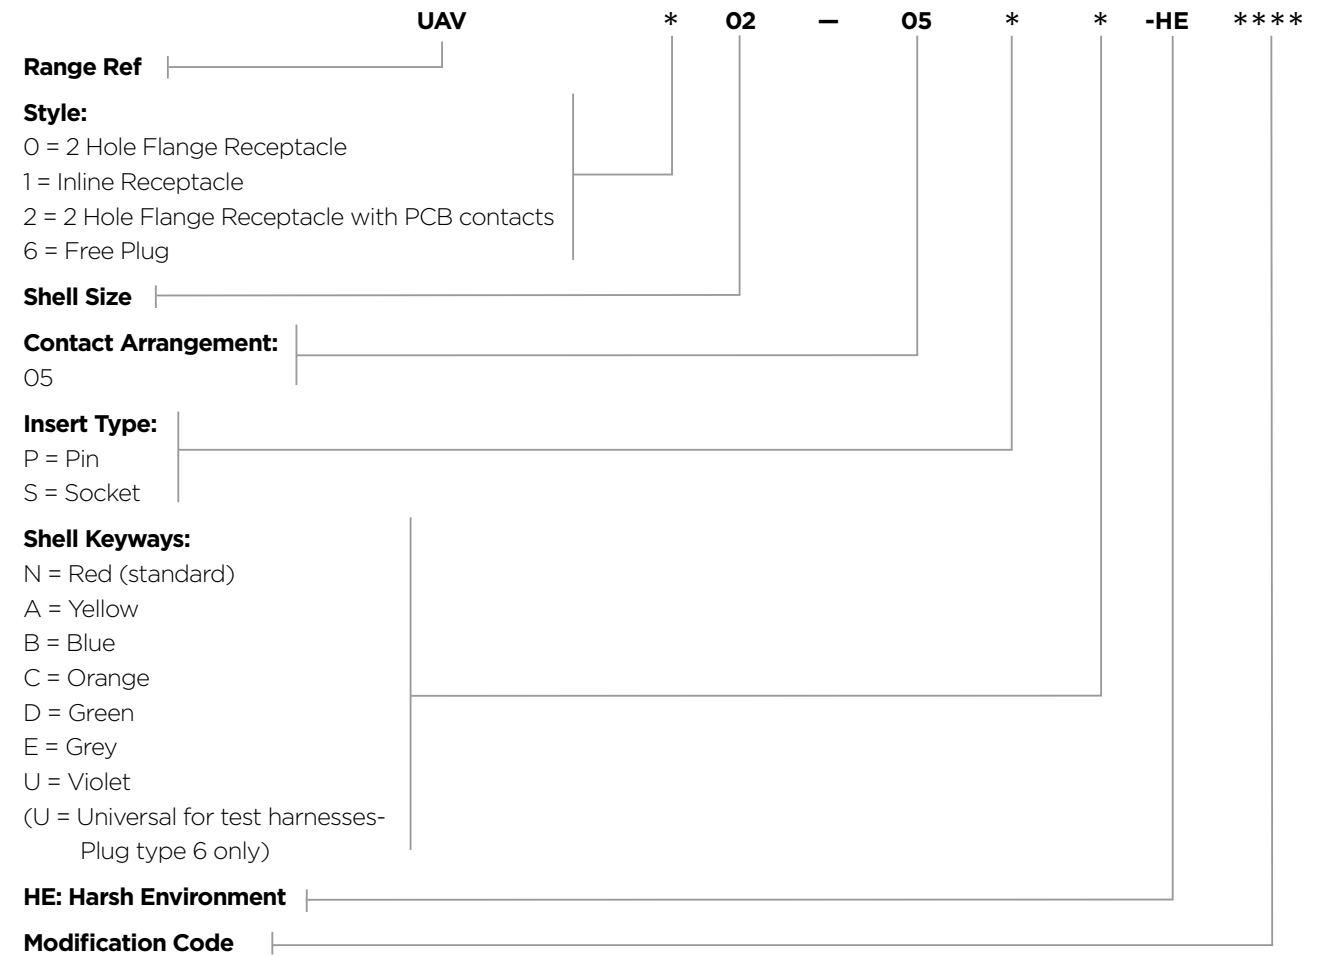 UAV * 02 — 05 * * -HE ****
Range Ref
Style:
0 = 2 Hole Flange Receptacle
1 = Inline Receptacle
2 = 2 Hole Flange Receptacle with PCB contacts
6 = Free Plug
Shell Size
Contact Arrangement:
05
Insert Type:
P = Pin
S = Socket
Shell Keyways:
N = Red (standard)
A = Yellow
B = Blue
C = Orange
D = Green
E = Grey
U = Violet
(U = Universal for test harnesses-
Plug type 6 only)
HE: Harsh Environment
Modification Code